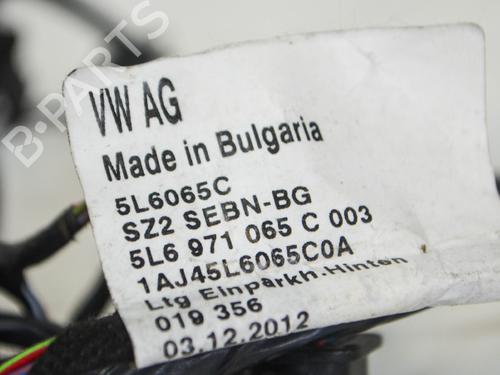 B-PARTS
VW AG
Made in Bulgaria
5L6065C
SZ2 SEBN-BG
5L6 971 065 C 003
1AJ45L6065C0A
Ltg Einparkh.Hinten
019 356
03.12.2012